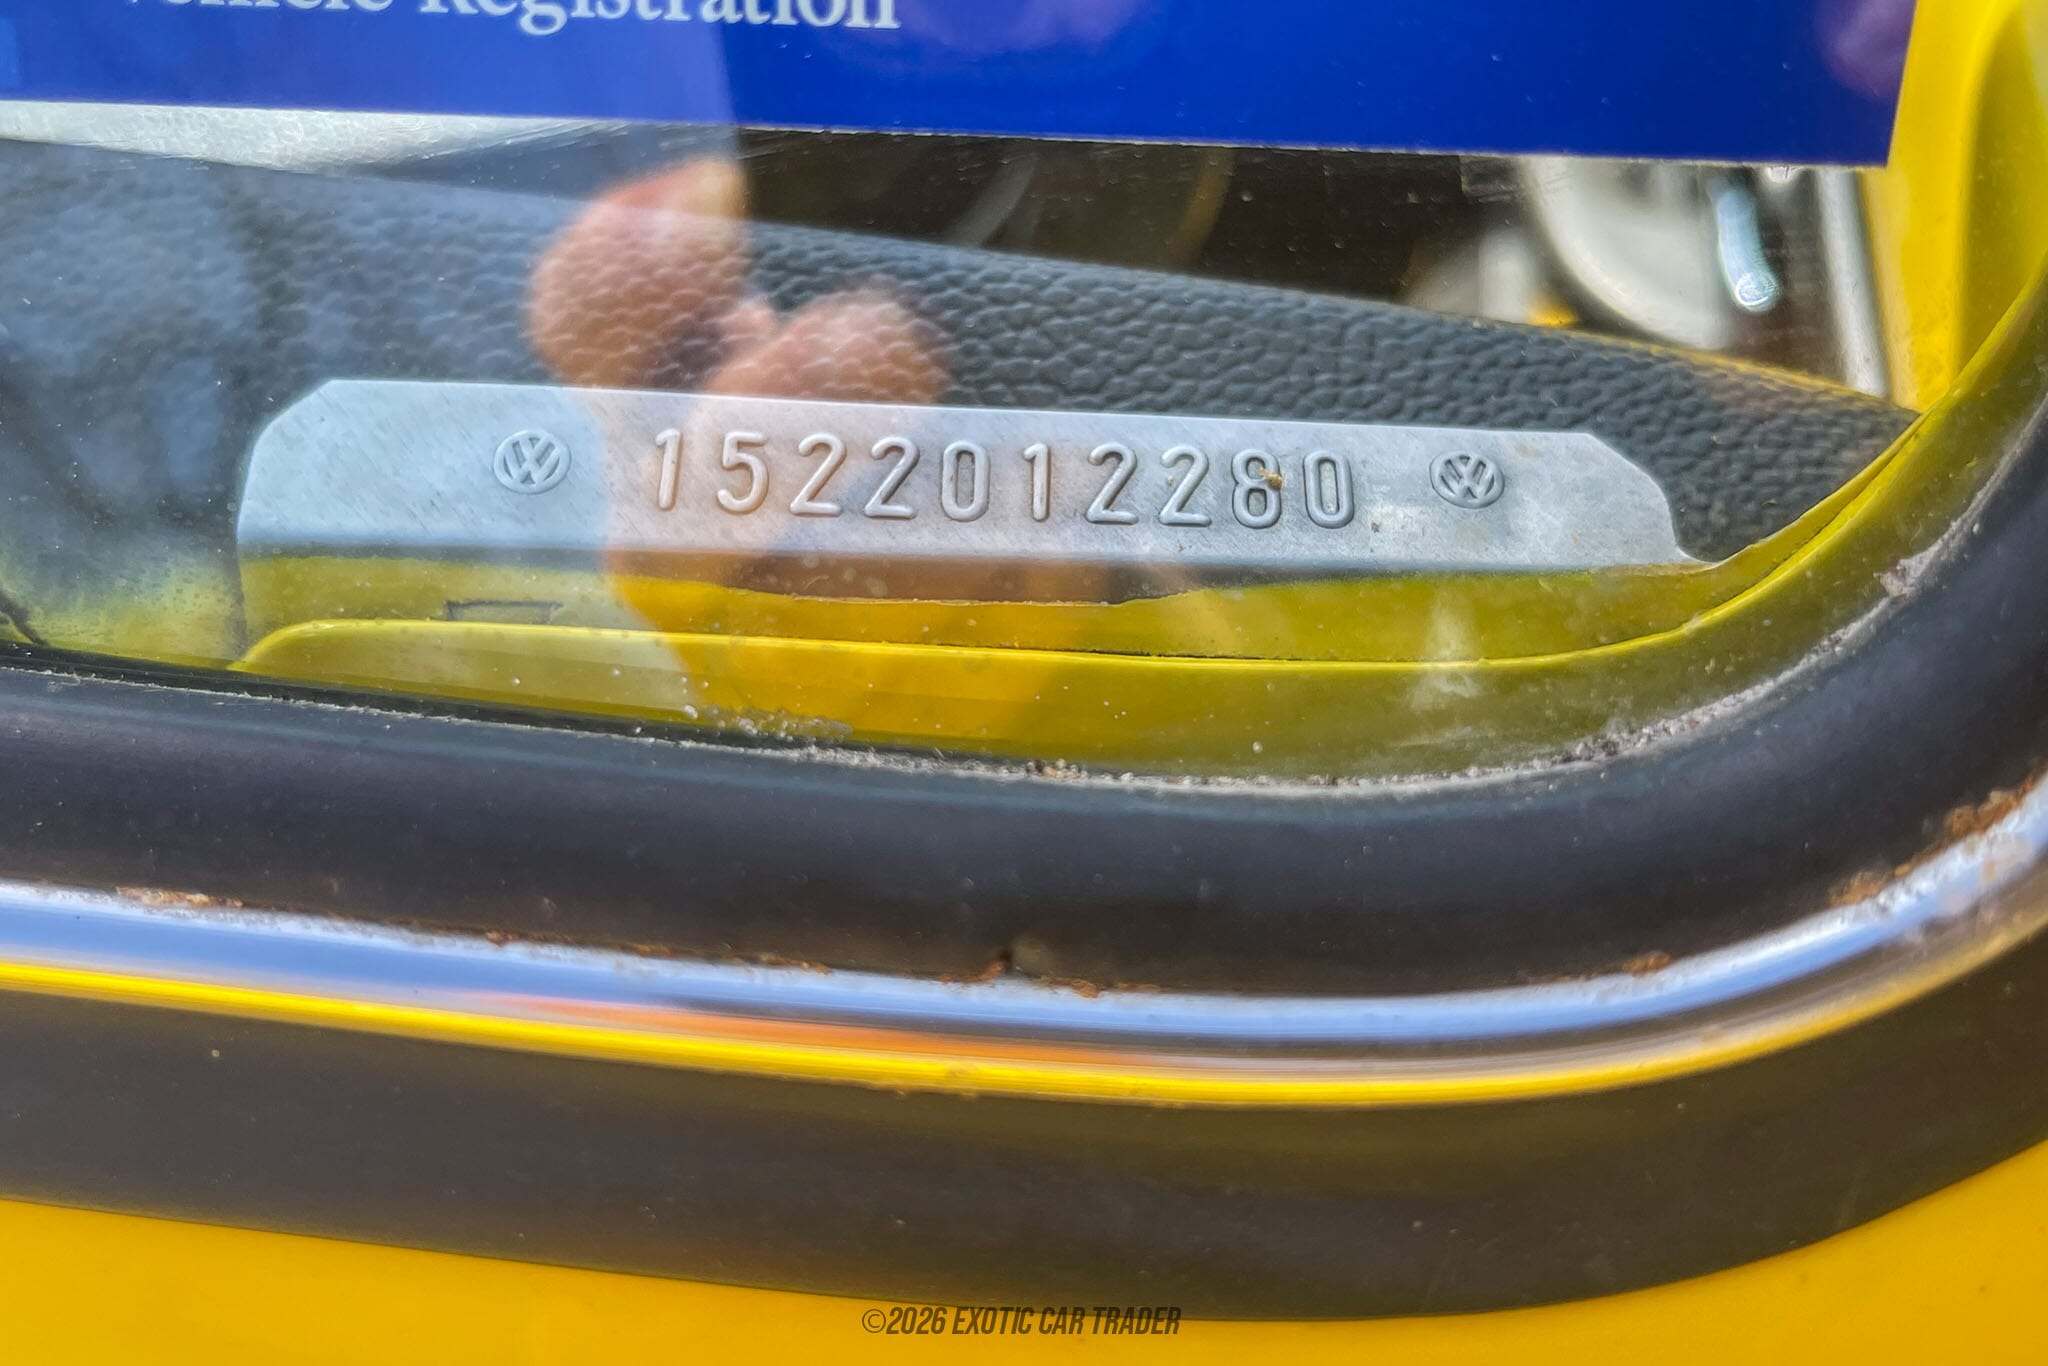 Vehicle Registration
1522012280
©2026 EXOTIC CAR TRADER